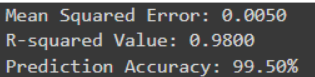 Mean Squared Error: 0.0050
R-squared Value: 0.9800
Prediction Accuracy: 99.50%